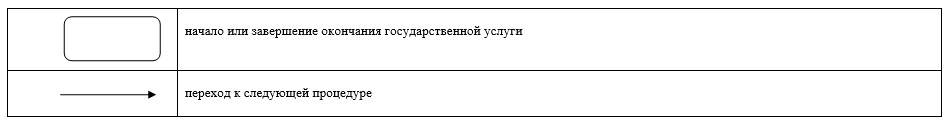 начало или завершение окончания государственной услуги
переход к следующей процедуре